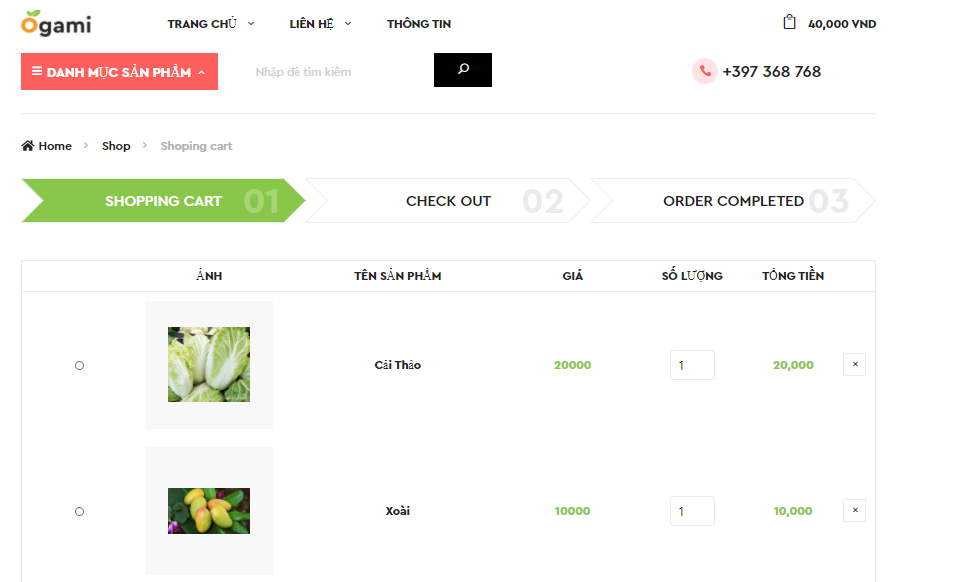 Ogami
TRANG CHỦ LIÊN HỆ THÔNG TIN 40,000 VND
DANH MỤC SẢN PHẨM Nhập đề tìm kiếm +397 368 768
Home > Shop > Shoping cart
SHOPPING CART 01 CHECK OUT 02 ORDER COMPLETED 03
ẢNH TÊN SẢN PHẨM GIÁ SỐ LƯỢNG TỔNG TIỀN
Cải Thảo 20000 1 20,000 ×
Xoài 10000 1 10,000 ×